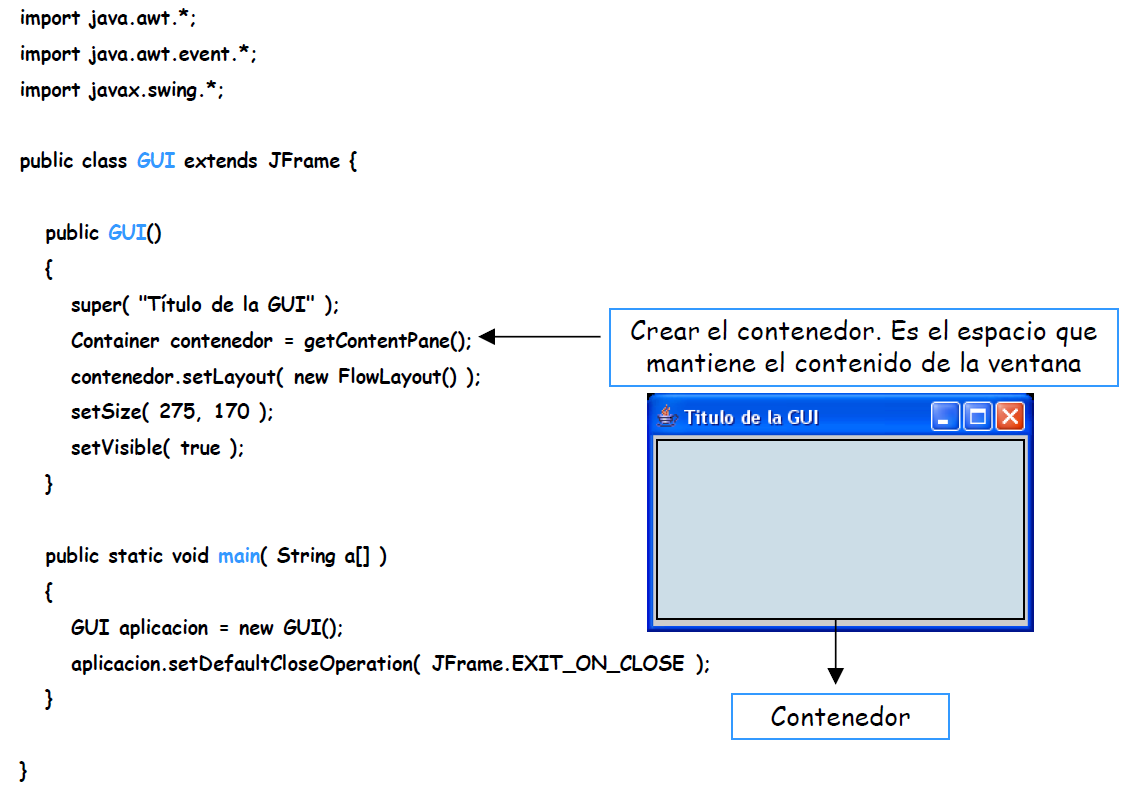 import java.awt.*;
import java.awt.event.*;
import javax.swing.*;
public class GUI extends JFrame {
public GUI()
{
super( "Título de la GUI" );
Container contenedor = getContentPane();
contenedor.setLayout( new FlowLayout() );
setSize( 275, 170 );
setVisible( true );
}
public static void main( String a[] )
{
GUI aplicacion = new GUI();
aplicacion.setDefaultCloseOperation( JFrame.EXIT_ON_CLOSE );
}
}
Crear el contenedor. Es el espacio que
mantiene el contenido de la ventana
Título de la GUI
Contenedor